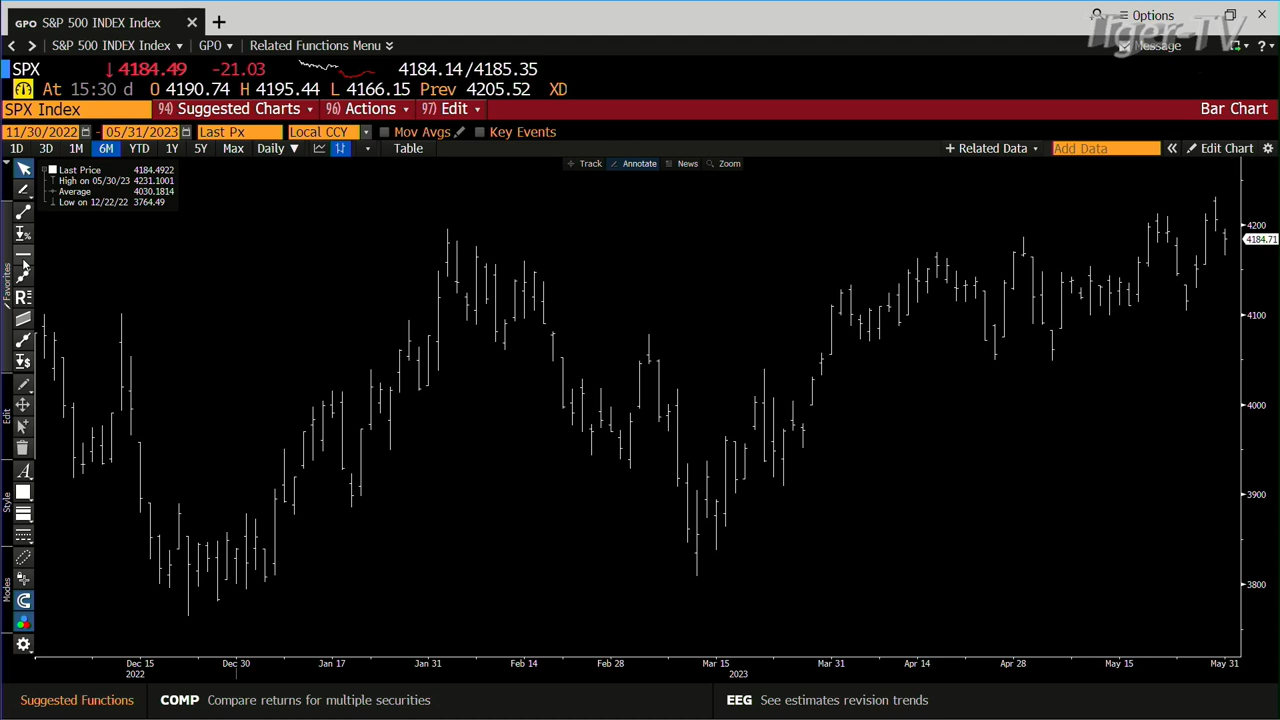 GPO S&P 500 INDEX Index × +
Options
Tiger-TV
S&P 500 INDEX Index GPO Related Functions Menu Message ?
SPX ↓4184.49 -21.03 4184.14/4185.35
At 15:30 d O 4190.74 H 4195.44 L 4166.15 Prev 4205.52 XD
SPX Index 94) Suggested Charts 96) Actions 97) Edit Bar Chart
11/30/2022 - 05/31/2023 Last Px Local CCY Mov Avgs Key Events
1D 3D 1M 6M YTD 1Y 5Y Max Daily ▼ Table + Related Data Add Data « Edit Chart
Track Annotate News Zoom
Last Price 4184.4922
High on 05/30/23 4231.1001
Average 4030.1814
Low on 12/22/22 3764.49
Favorites
Edit
Style
Modes
%
R
$
A
4200
4184.71
4100
4000
3900
3800
Dec 15 Dec 30 Jan 17 Jan 31 Feb 14 Feb 28 Mar 15 Mar 31 Apr 14 Apr 28 May 15 May 31
2022 2023
Suggested Functions COMP Compare returns for multiple securities EEG See estimates revision trends